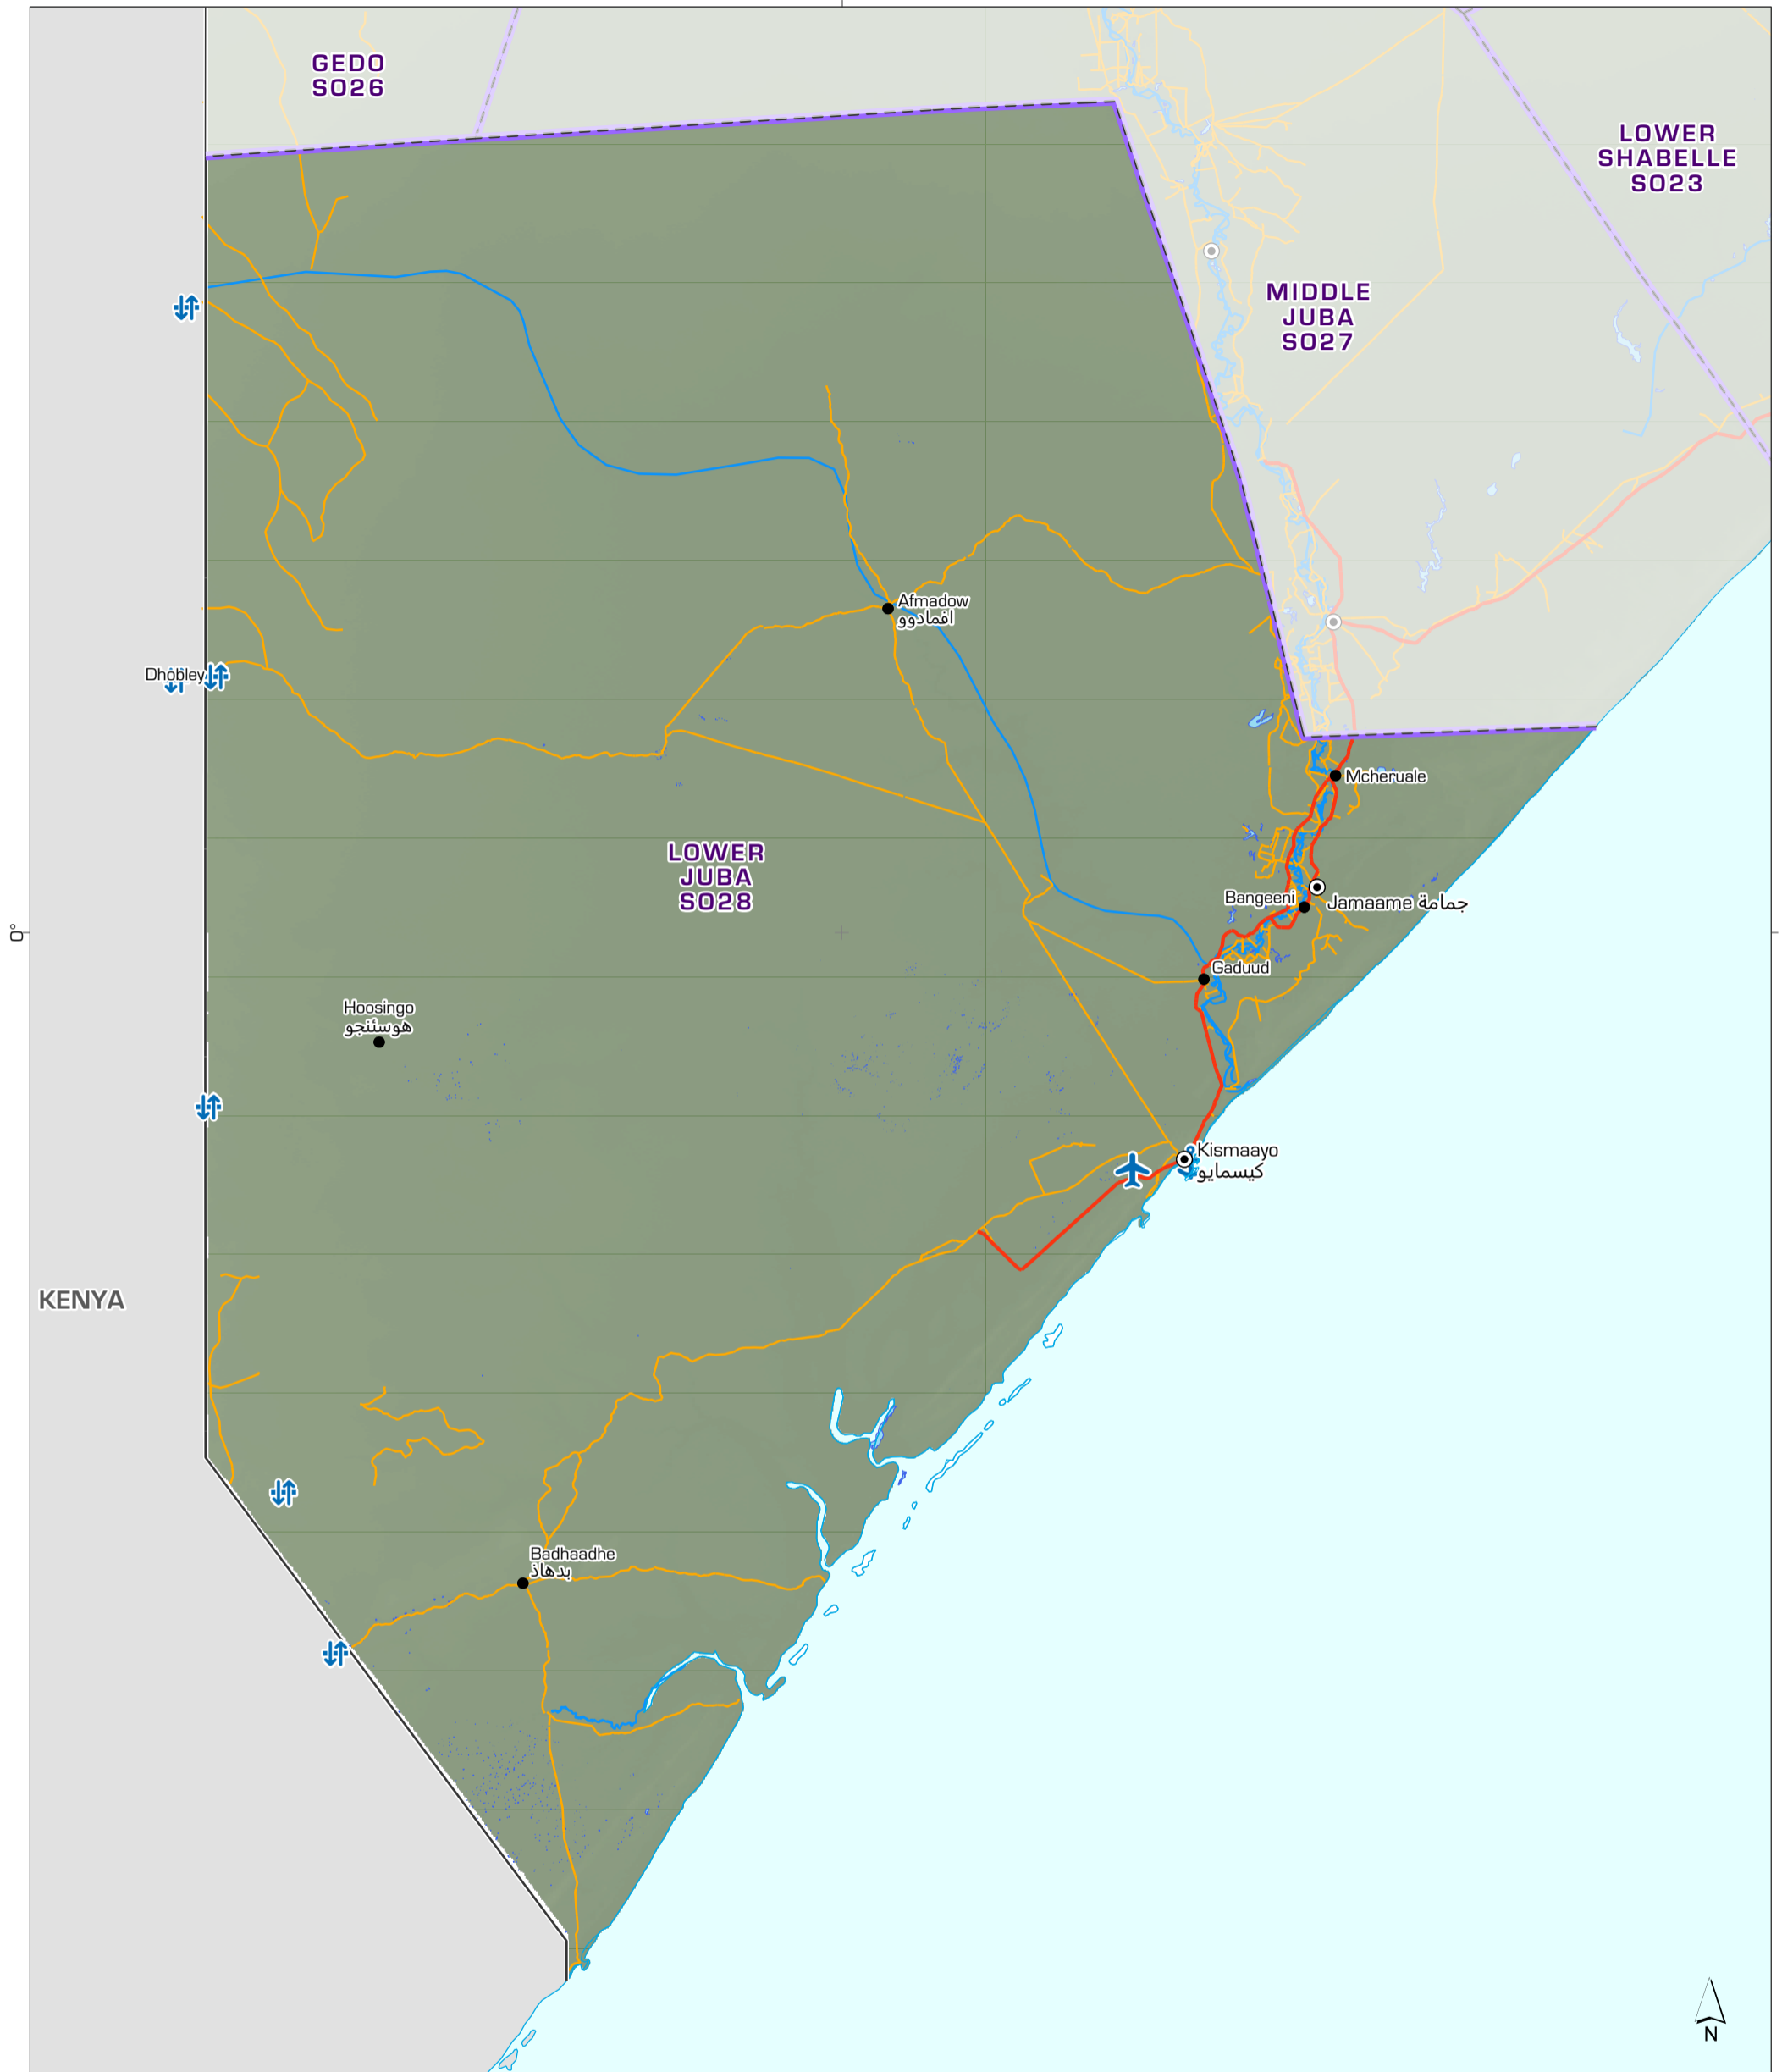 GEDO
SO26
LOWER
SHABELLE
SO23
MIDDLE
JUBA
SO27
Afmadow
افمادوو
Dhobley
Mcheruale
LOWER
JUBA
SO28
Bangeeni
Jamaame جمامة
0°
Gaduud
Hoosingo
هوسئنجو
Kismaayo
كيسمايو
KENYA
Badhaadhe
بدهاذ
N